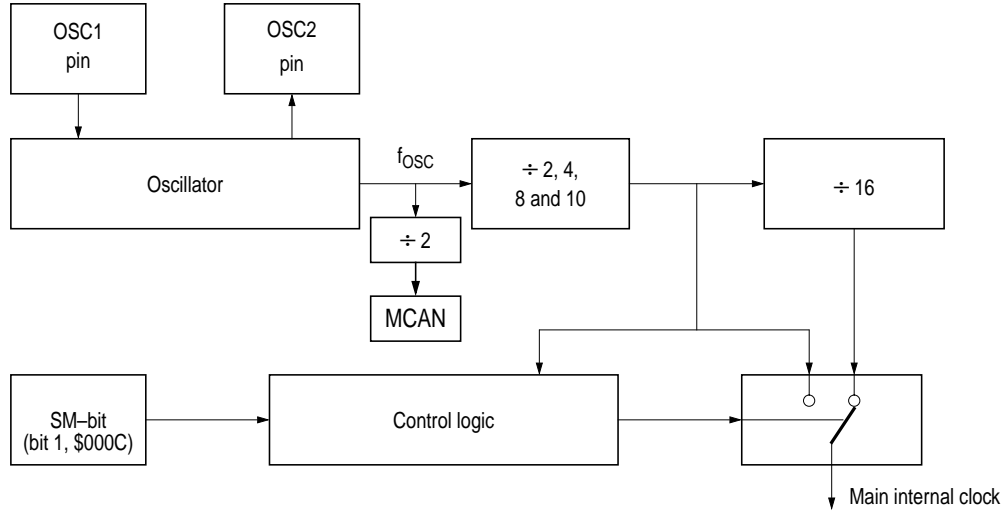 OSC1
pin
OSC2
pin
Oscillator
fOSC
÷ 2, 4,
8 and 10
÷ 16
÷ 2
MCAN
SM–bit
(bit 1, $000C)
Control logic
Main internal clock